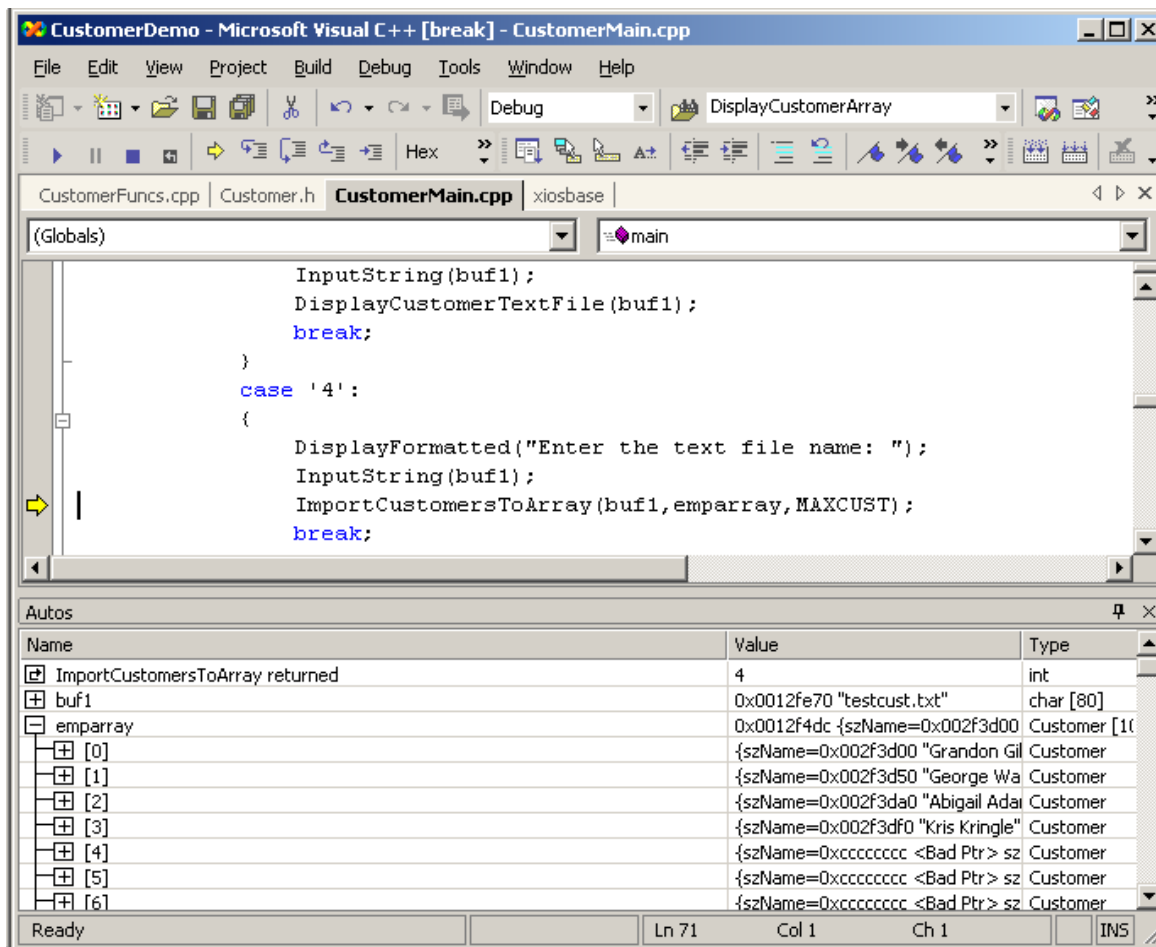 CustomerDemo - Microsoft Visual C++ [break] - CustomerMain.cpp
File Edit View Project Build Debug Tools Window Help
Debug DisplayCustomerArray
Hex
CustomerFuncs.cpp Customer.h CustomerMain.cpp xiosbase
(Globals) main
InputString(buf1);
DisplayCustomerTextFile(buf1);
break;
}
case '4':
{
DisplayFormatted("Enter the text file name: ");
InputString(buf1);
ImportCustomersToArray(buf1,emparray,MAXCUST);
break;
Autos
Name Value Type
ImportCustomersToArray returned 4 int
buf1 0x0012fe70 "testcust.txt" char [80]
emparray 0x0012f4dc {szName=0x002f3d00 Customer [10
[0] {szName=0x002f3d00 "Grandon Gil Customer
[1] {szName=0x002f3d50 "George Wa Customer
[2] {szName=0x002f3da0 "Abigail Adar Customer
[3] {szName=0x002f3df0 "Kris Kringle" Customer
[4] {szName=0xcccccccc <Bad Ptr> sz Customer
[5] {szName=0xcccccccc <Bad Ptr> sz Customer
[6] {szName=0xcccccccc <Bad Ptr> sz Customer
Ready Ln 71 Col 1 Ch 1 INS